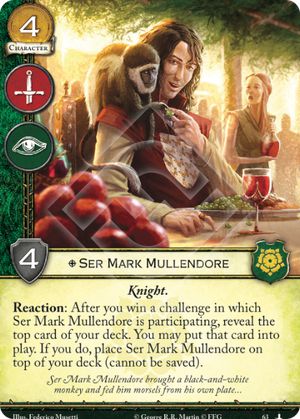 4
CHARACTER
4
SER MARK MULLENDORE
Knight.
Reaction: After you win a challenge in which
Ser Mark Mullendore is participating, reveal
the top card of your deck. You may put that card into
play. If you do, place Ser Mark Mullendore on
top of your deck (cannot be saved).
Ser Mark Mullendore brought a black-and-white
monkey and fed him morsels from his own plate...
Illus. Federico Musetti © George R.R. Martin © FFG 63